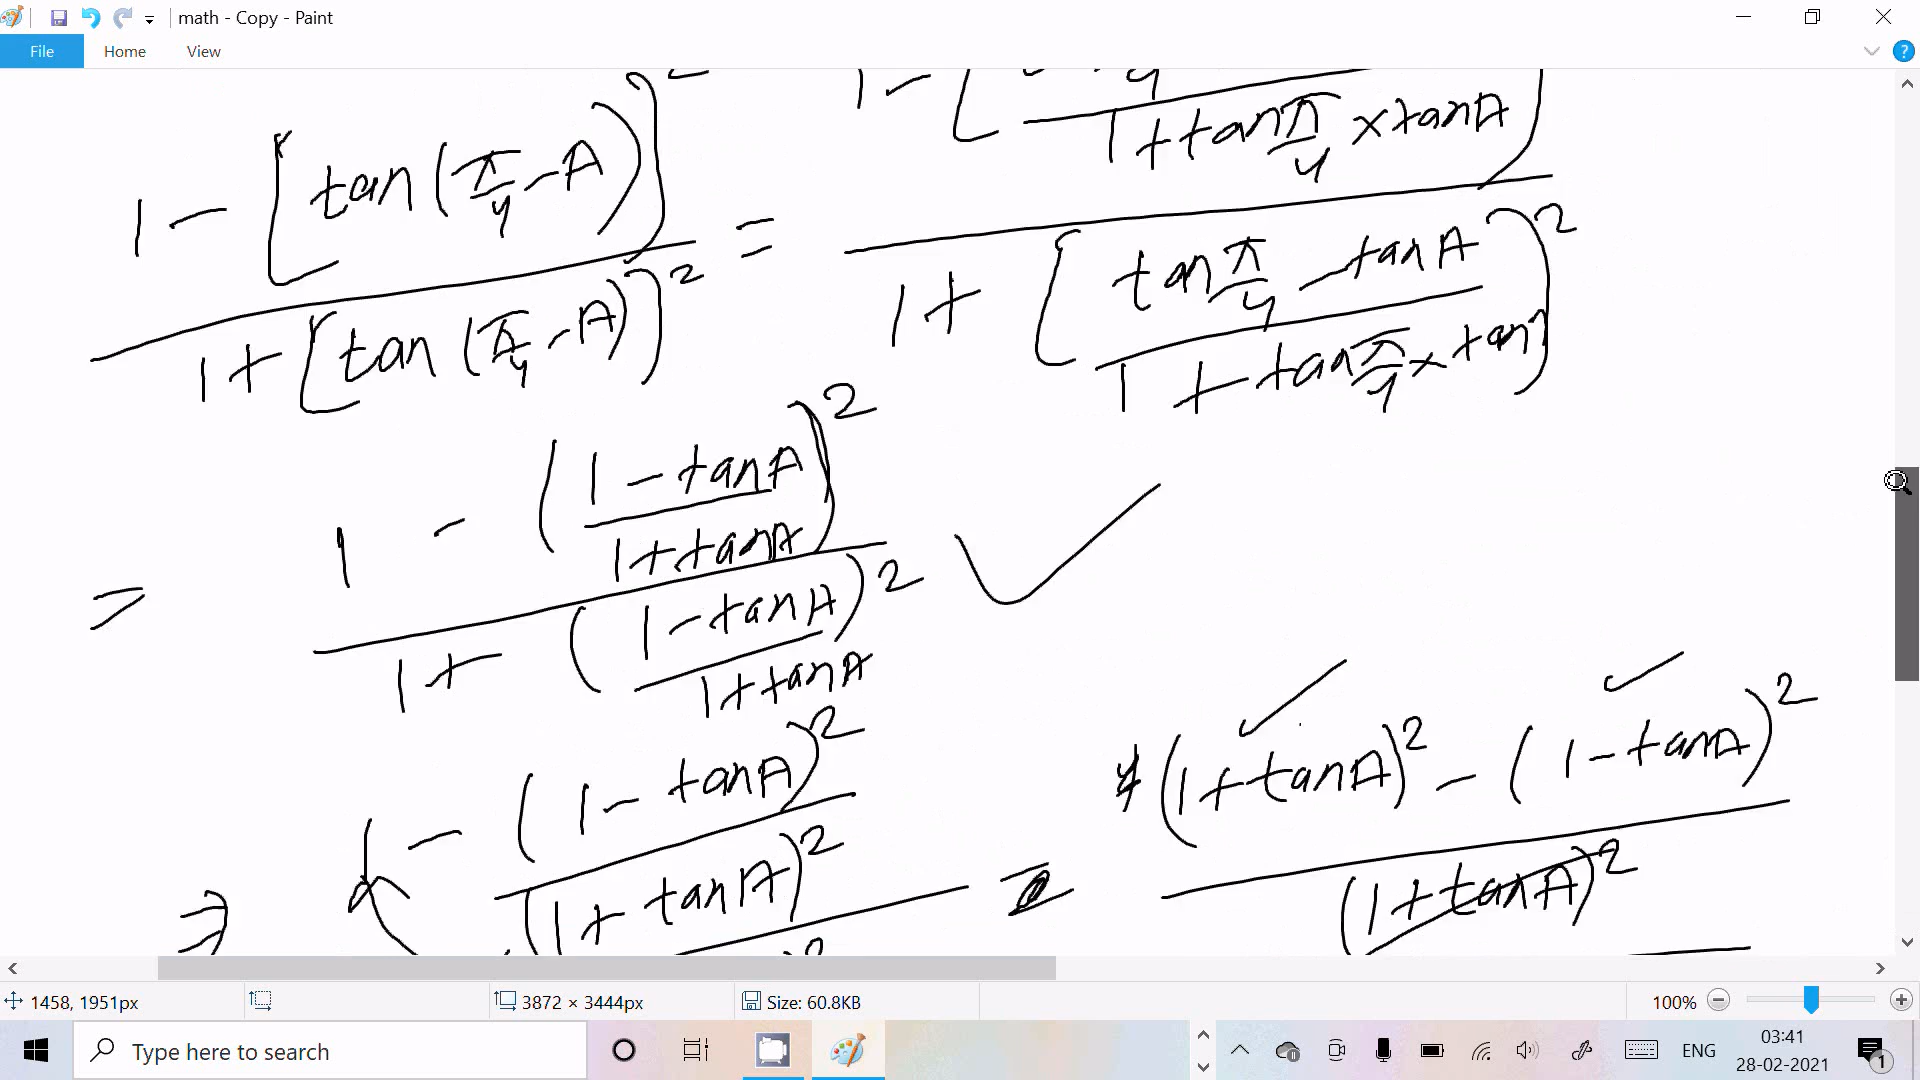 math - Copy - Paint
File Home View
1 - [tan(π/4 - A)]² / 1 + [tan(π/4 - A)]² = 1 - [ / 1 + tan π/4 × tan A] / 1 + [tan π/4 - tan A / 1 + tan π/4 × tan]²
= 1 - (1 - tan A / 1 + tan A)² / 1 + (1 - tan A / 1 + tan A)²
⇒ 1 - (1 - tan A)² / (1 + tan A)² = (1 + tan A)² - (1 - tan A)² / (1 + tan A)²
1458, 1951px 3872 × 3444px Size: 60.8KB 100%
Type here to search ENG 03:41
28-02-2021 1